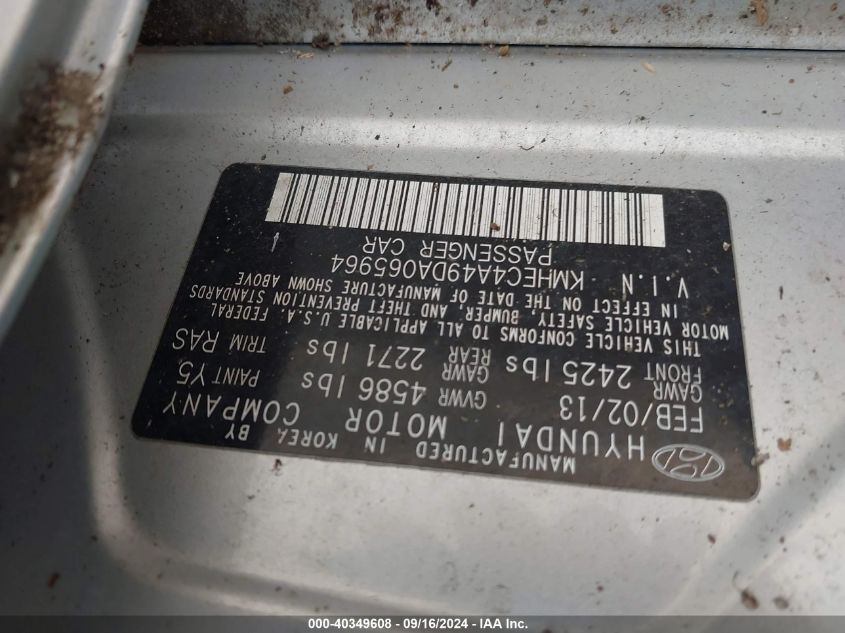 MANUFACTURED IN KOREA BY
HYUNDAI MOTOR COMPANY
FEB/02/13 GVWR 4586 lbs PAINT Y5
GAWR FRONT 2425 lbs GAWR REAR 2271 lbs TRIM RAS
THIS VEHICLE CONFORMS TO ALL APPLICABLE U.S.A. FEDERAL
MOTOR VEHICLE SAFETY, BUMPER, AND THEFT PREVENTION STANDARDS
IN EFFECT ON THE DATE OF MANUFACTURE SHOWN ABOVE
V.I.N - KMHEC4A49DA065964
PASSENGER CAR
000-40349608 - 09/16/2024 - IAA Inc.